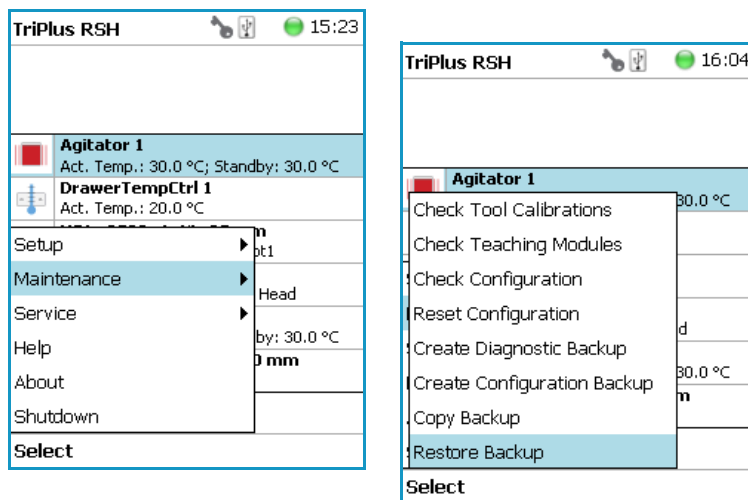 TriPlus RSH 15:23
Agitator 1
Act. Temp.: 30.0 °C; Standby: 30.0 °C
DrawerTempCtrl 1
Act. Temp.: 20.0 °C
Setup
Maintenance
Head
Service
by: 30.0 °C
Help
mm
About
Shutdown
Select
TriPlus RSH 16:04
Agitator 1
30.0 °C
Check Tool Calibrations
Check Teaching Modules
Check Configuration
Reset Configuration
Create Diagnostic Backup
30.0 °C
Create Configuration Backup
Copy Backup
Restore Backup
Select